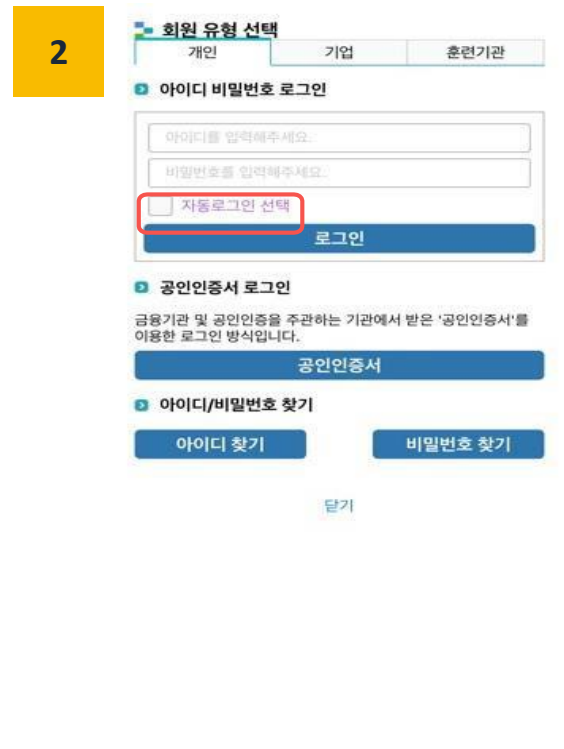 2
회원 유형 선택
개인 기업 훈련기관
아이디 비밀번호 로그인
아이디를 입력해주세요.
비밀번호를 입력해주세요.
자동로그인 선택
로그인
공인인증서 로그인
금융기관 및 공인인증을 주관하는 기관에서 받은 '공인인증서'를
이용한 로그인 방식입니다.
공인인증서
아이디/비밀번호 찾기
아이디 찾기 비밀번호 찾기
닫기